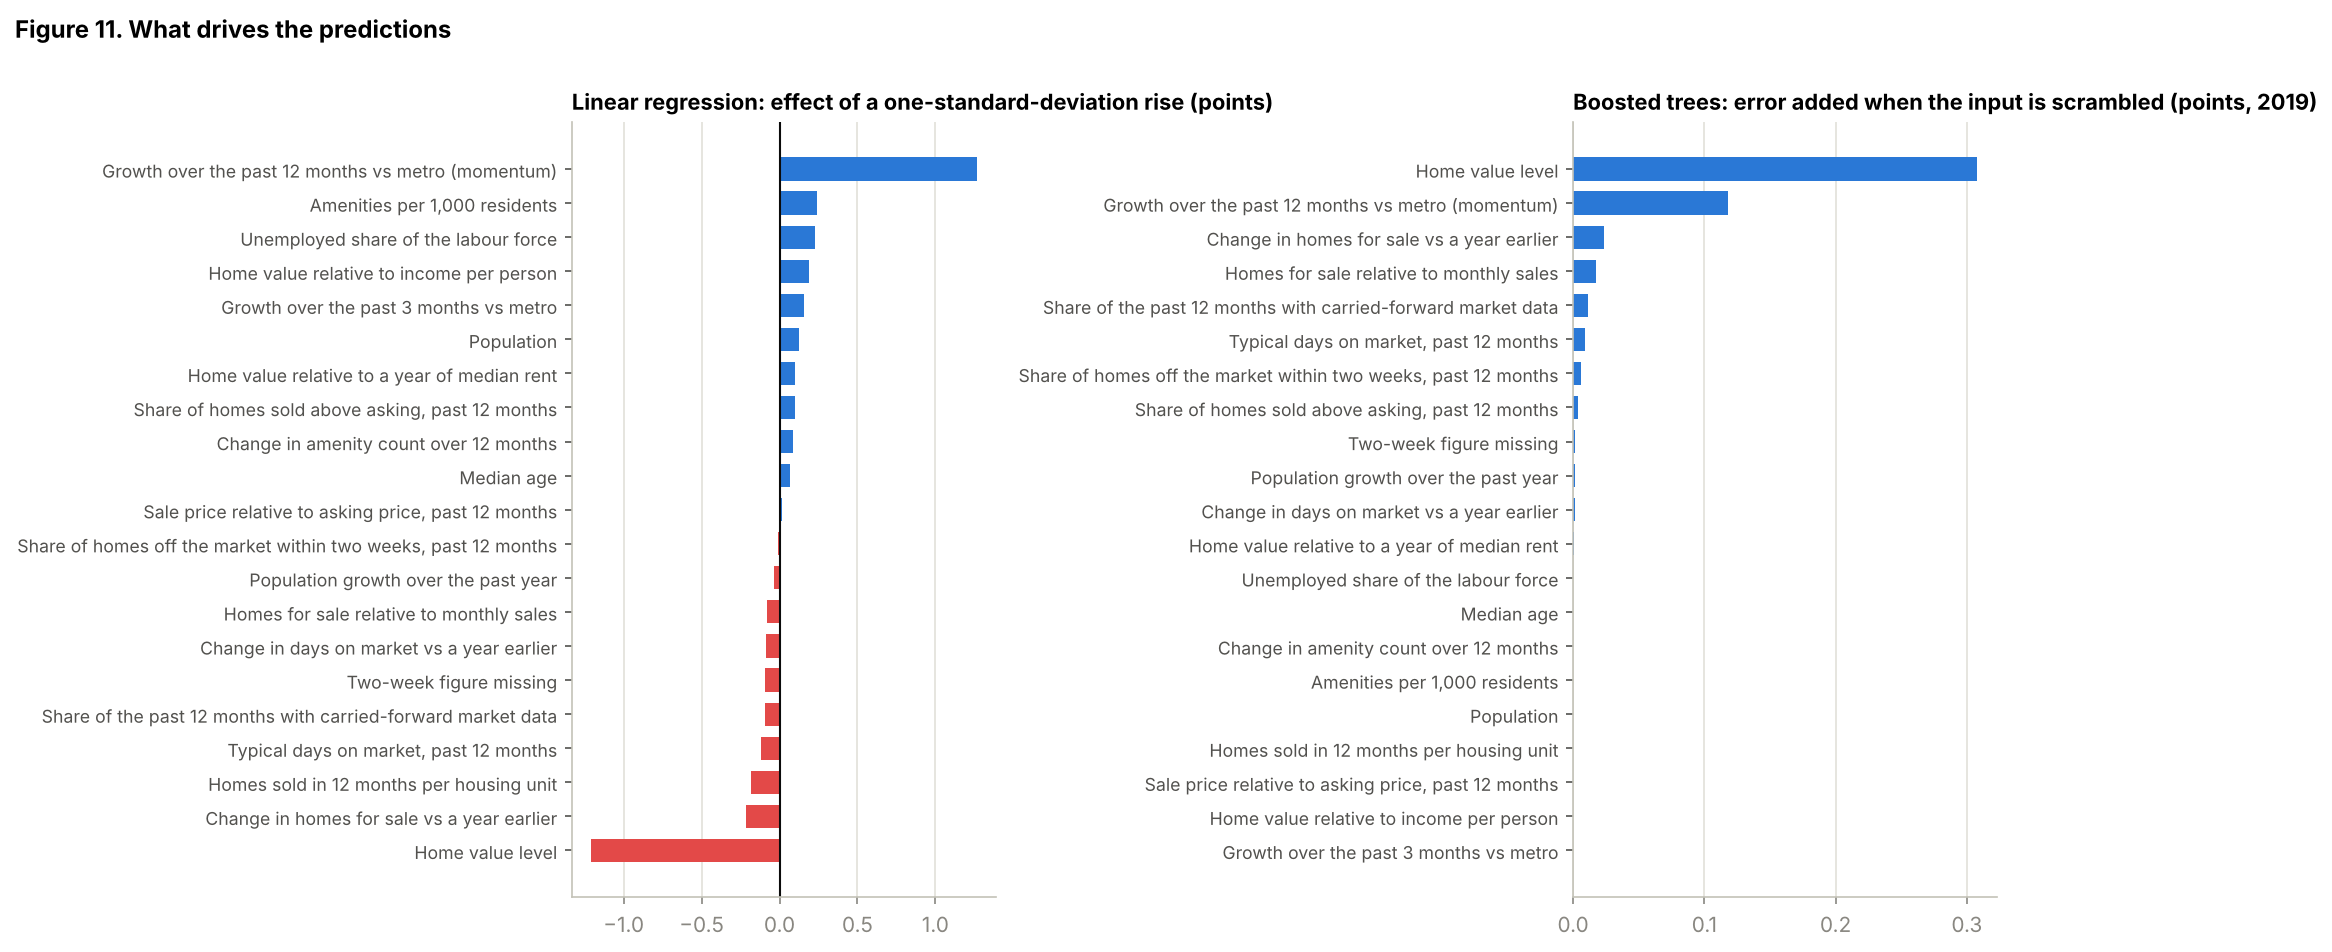 Figure 11. What drives the predictions
Linear regression: effect of a one-standard-deviation rise (points)
Growth over the past 12 months vs metro (momentum)
Amenities per 1,000 residents
Unemployed share of the labour force
Home value relative to income per person
Growth over the past 3 months vs metro
Population
Home value relative to a year of median rent
Share of homes sold above asking, past 12 months
Change in amenity count over 12 months
Median age
Sale price relative to asking price, past 12 months
Share of homes off the market within two weeks, past 12 months
Population growth over the past year
Homes for sale relative to monthly sales
Change in days on market vs a year earlier
Two-week figure missing
Share of the past 12 months with carried-forward market data
Typical days on market, past 12 months
Homes sold in 12 months per housing unit
Change in homes for sale vs a year earlier
Home value level
−1.0 −0.5 0.0 0.5 1.0
Boosted trees: error added when the input is scrambled (points, 2019)
Home value level
Growth over the past 12 months vs metro (momentum)
Change in homes for sale vs a year earlier
Homes for sale relative to monthly sales
Share of the past 12 months with carried-forward market data
Typical days on market, past 12 months
Share of homes off the market within two weeks, past 12 months
Share of homes sold above asking, past 12 months
Two-week figure missing
Population growth over the past year
Change in days on market vs a year earlier
Home value relative to a year of median rent
Unemployed share of the labour force
Median age
Change in amenity count over 12 months
Amenities per 1,000 residents
Population
Homes sold in 12 months per housing unit
Sale price relative to asking price, past 12 months
Home value relative to income per person
Growth over the past 3 months vs metro
0.0 0.1 0.2 0.3